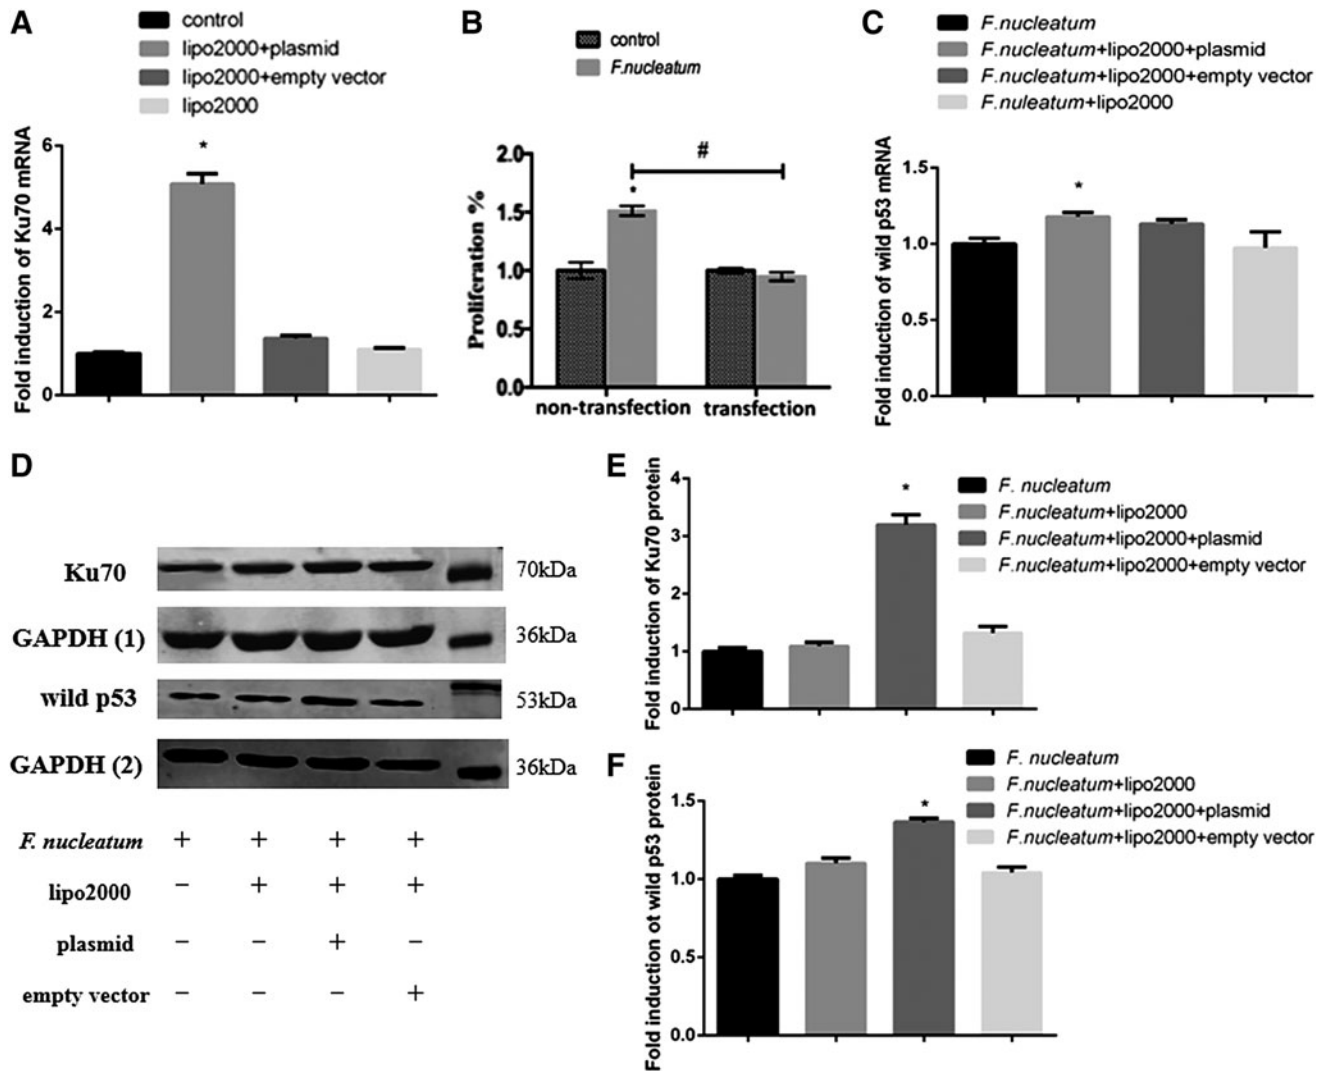 A
control
lipo2000+plasmid
lipo2000+empty vector
lipo2000
Fold induction of Ku70 mRNA
6
*
4
2
0
B
control
F.nucleatum
Proliferation %
2.0
#
*
1.5
1.0
0.5
0.0
non-transfection
transfection
C
F.nucleatum
F.nucleatum+lipo2000+plasmid
F.nucleatum+lipo2000+empty vector
F.nuleatum+lipo2000
Fold induction of wild p53 mRNA
1.5
*
1.0
0.5
0.0
D
Ku70
70kDa
GAPDH (1)
36kDa
wild p53
53kDa
GAPDH (2)
36kDa
F. nucleatum + + + +
lipo2000 − + + +
plasmid − − + −
empty vector − − − +
E
F. nucleatum
F.nucleatum+lipo2000
F.nucleatum+lipo2000+plasmid
F.nucleatum+lipo2000+empty vector
Fold induction of Ku70 protein
4
*
3
2
1
0
F
F. nucleatum
F.nucleatum+lipo2000
F.nucleatum+lipo2000+plasmid
F.nucleatum+lipo2000+empty vector
Fold induction ot wild p53 protein
1.5
*
1.0
0.5
0.0